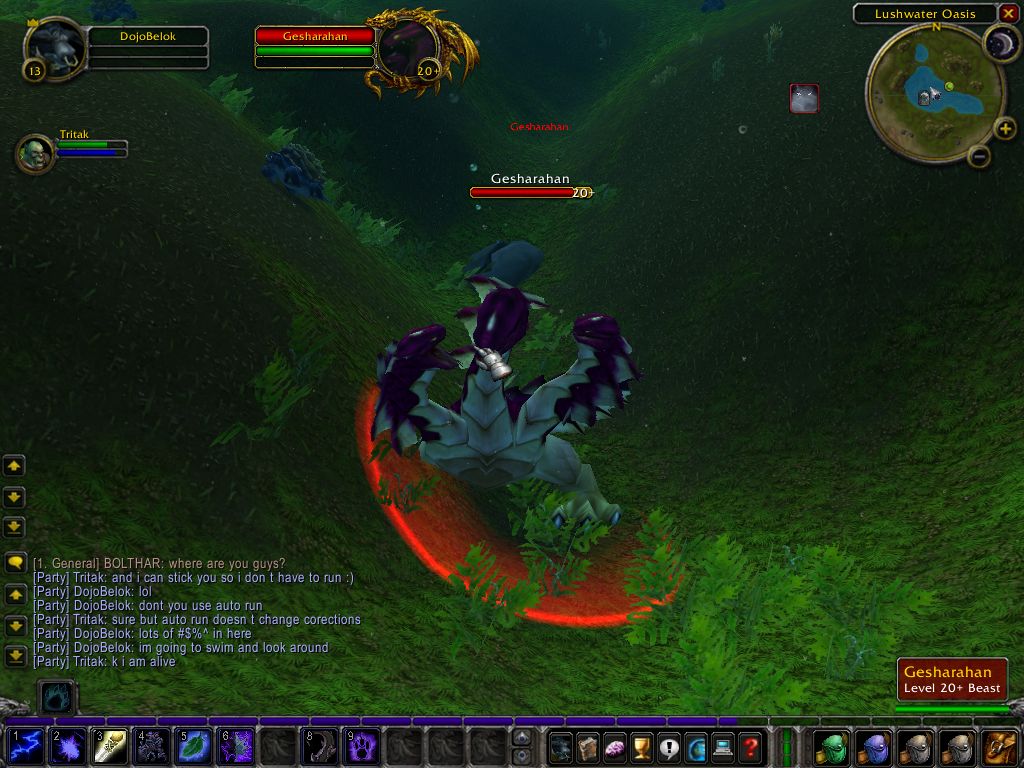 DojoBelok
13
Gesharahan
20+
Lushwater Oasis
N
Tritak
Gesharahan
Gesharahan
20+
[1. General] BOLTHAR: where are you guys?
[Party] Tritak: and i can stick you so i don t have to run :)
[Party] DojoBelok: lol
[Party] DojoBelok: dont you use auto run
[Party] Tritak: sure but auto run doesn t change corections
[Party] DojoBelok: lots of #$%^ in here
[Party] DojoBelok: im going to swim and look around
[Party] Tritak: k i am alive
Gesharahan
Level 20+ Beast
1 2 3 4 5 6 8 9